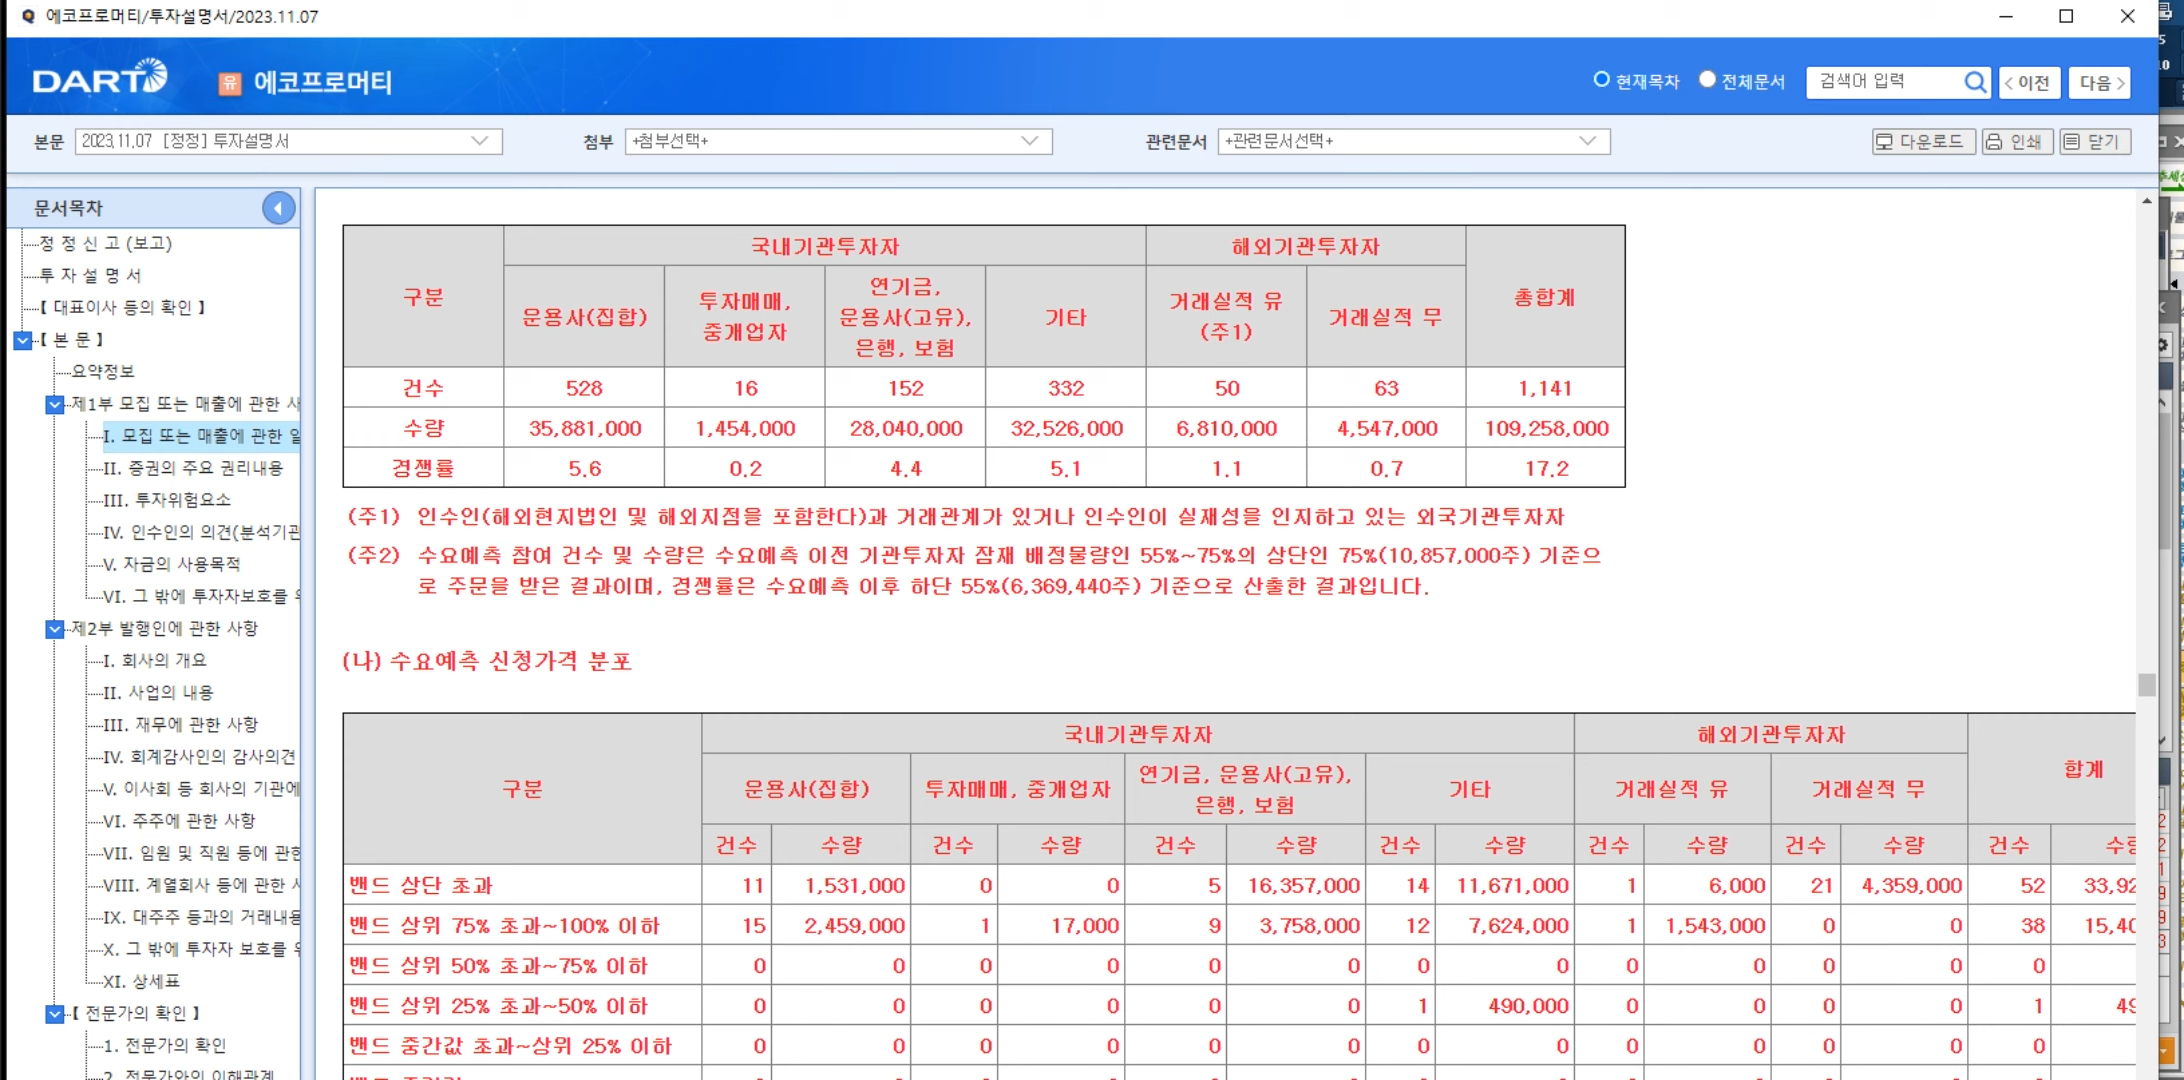 에코프로머티/투자설명서/2023.11.07
DART 유 에코프로머티
현재목차 전체문서 검색어 입력 이전 다음
본문 2023.11.07 [정정] 투자설명서 첨부 +첨부선택+ 관련문서 +관련문서선택+ 다운로드 인쇄 닫기
문서목차
정 정 신 고 (보고)
투 자 설 명 서
【 대표이사 등의 확인 】
【 본 문 】
요약정보
제1부 모집 또는 매출에 관한
I. 모집 또는 매출에 관한
II. 증권의 주요 권리내용
III. 투자위험요소
IV. 인수인의 의견(분석기관
V. 자금의 사용목적
VI. 그 밖에 투자자보호를
제2부 발행인에 관한 사항
I. 회사의 개요
II. 사업의 내용
III. 재무에 관한 사항
IV. 회계감사인의 감사의견
V. 이사회 등 회사의 기관에
VI. 주주에 관한 사항
VII. 임원 및 직원 등에 관한
VIII. 계열회사 등에 관한
IX. 대주주 등과의 거래내용
X. 그 밖에 투자자 보호를
XI. 상세표
【 전문가의 확인 】
1. 전문가의 확인
2. 전문가와의 이해관계
구분 국내기관투자자 해외기관투자자 총합계
운용사(집합) 투자매매, 중개업자 연기금, 운용사(고유), 은행, 보험 기타 거래실적 유 (주1) 거래실적 무
건수 528 16 152 332 50 63 1,141
수량 35,881,000 1,454,000 28,040,000 32,526,000 6,810,000 4,547,000 109,258,000
경쟁률 5.6 0.2 4.4 5.1 1.1 0.7 17.2
(주1) 인수인(해외현지법인 및 해외지점을 포함한다)과 거래관계가 있거나 인수인이 실재성을 인지하고 있는 외국기관투자자
(주2) 수요예측 참여 건수 및 수량은 수요예측 이전 기관투자자 잠재 배정물량인 55%~75%의 상단인 75%(10,857,000주) 기준으
로 주문을 받은 결과이며, 경쟁률은 수요예측 이후 하단 55%(6,369,440주) 기준으로 산출한 결과입니다.
(나) 수요예측 신청가격 분포
구분 국내기관투자자 해외기관투자자 합계
운용사(집합) 투자매매, 중개업자 연기금, 운용사(고유), 은행, 보험 기타 거래실적 유 거래실적 무
건수 수량 건수 수량 건수 수량 건수 수량 건수 수량 건수 수량 건수 수량
밴드 상단 초과 11 1,531,000 0 0 5 16,357,000 14 11,671,000 1 6,000 21 4,359,000 52 33,92
밴드 상위 75% 초과~100% 이하 15 2,459,000 1 17,000 9 3,758,000 12 7,624,000 1 1,543,000 0 0 38 15,40
밴드 상위 50% 초과~75% 이하 0 0 0 0 0 0 0 0 0 0 0 0 0
밴드 상위 25% 초과~50% 이하 0 0 0 0 0 0 1 490,000 0 0 0 0 1 49
밴드 중간값 초과~상위 25% 이하 0 0 0 0 0 0 0 0 0 0 0 0 0